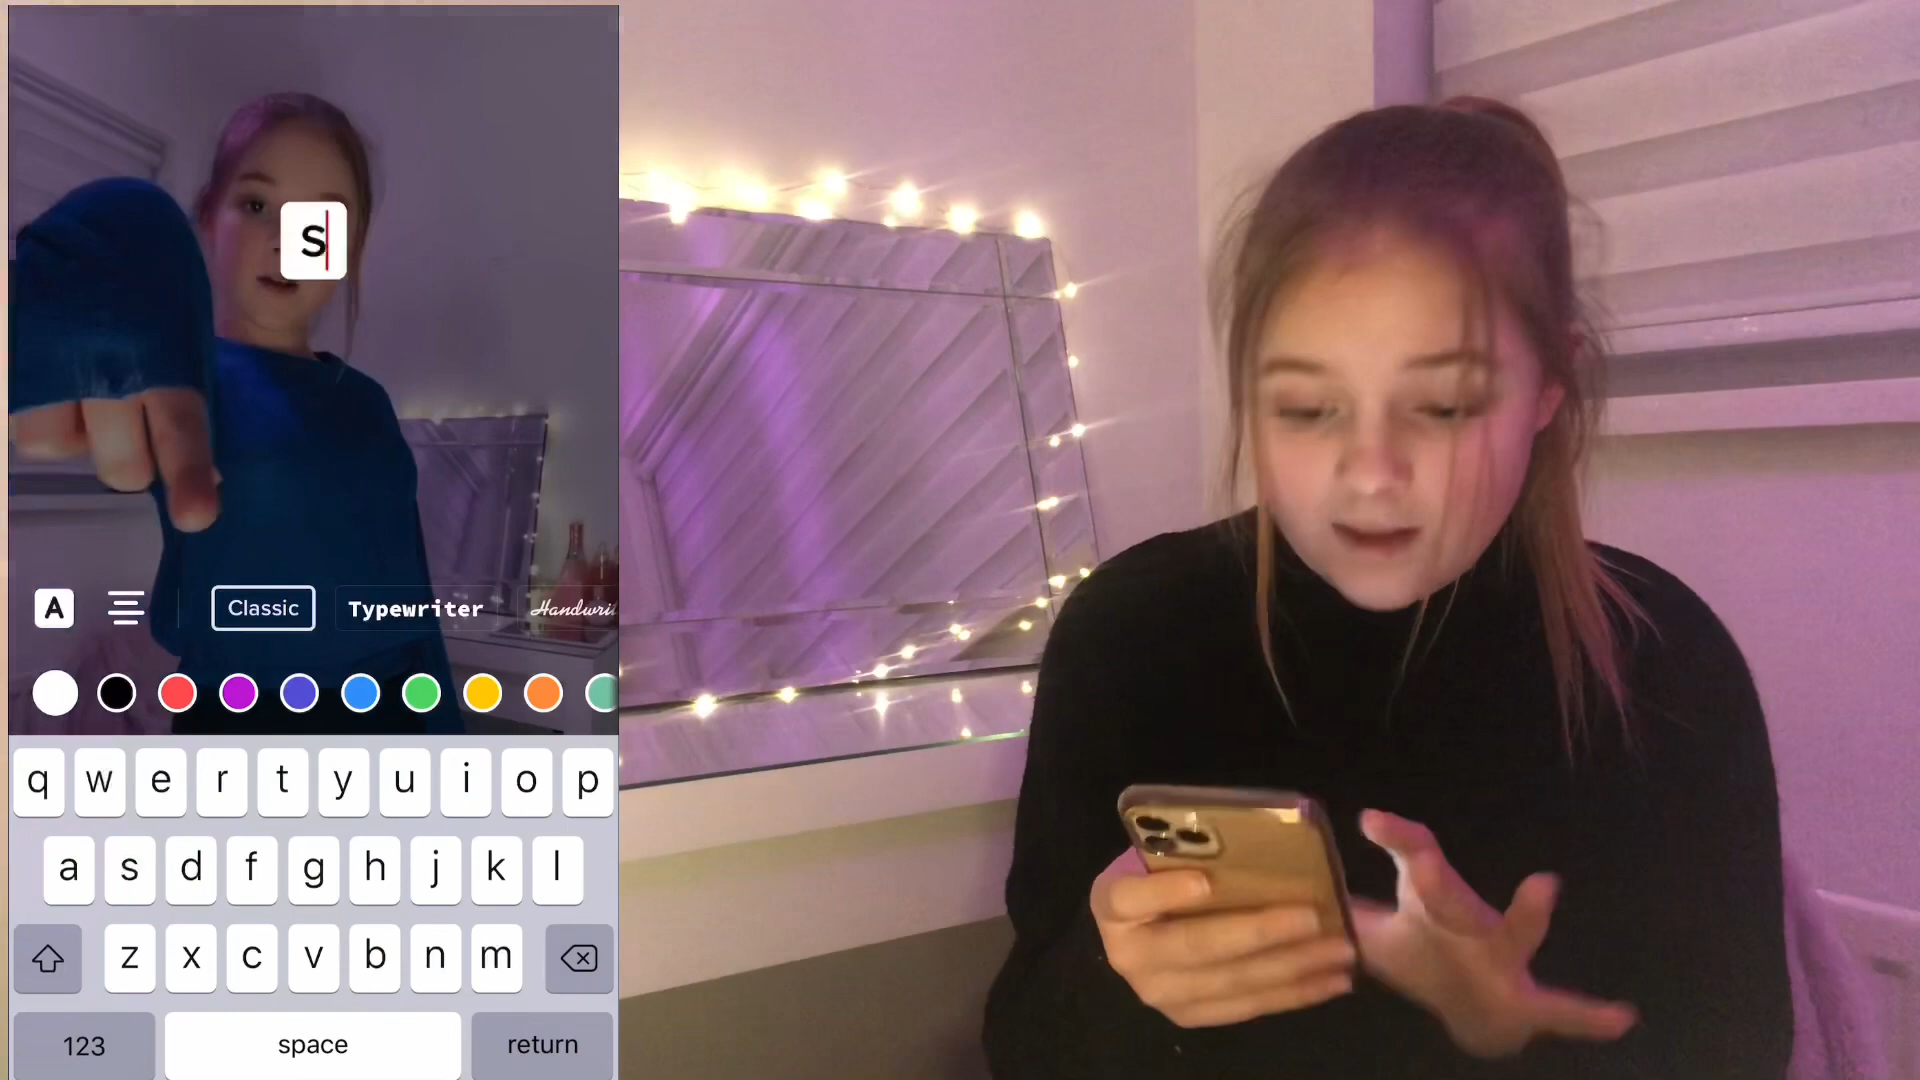 S
A Classic Typewriter
q w e r t y u i o p
a s d f g h j k l
z x c v b n m
123 space return